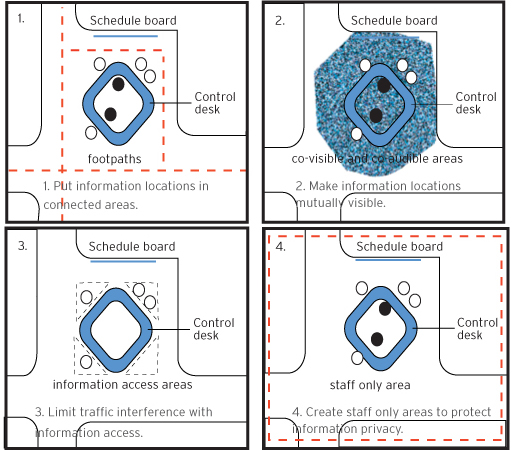 1.
Schedule board
Control
desk
footpaths
1. Put information locations in
connected areas.
2.
Schedule board
Control
desk
co-visible and co-audible areas
2. Make information locations
mutually visible.
3.
Schedule board
Control
desk
information access areas
3. Limit traffic interference with
information access.
4.
Schedule board
Control
desk
staff only area
4. Create staff only areas to protect
information privacy.